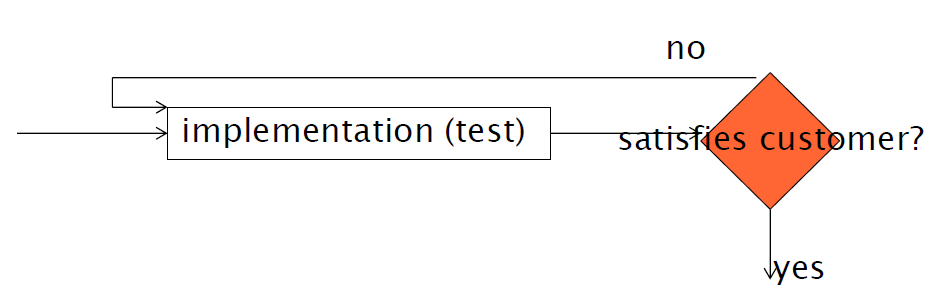 no
implementation (test)
satisfies customer?
yes